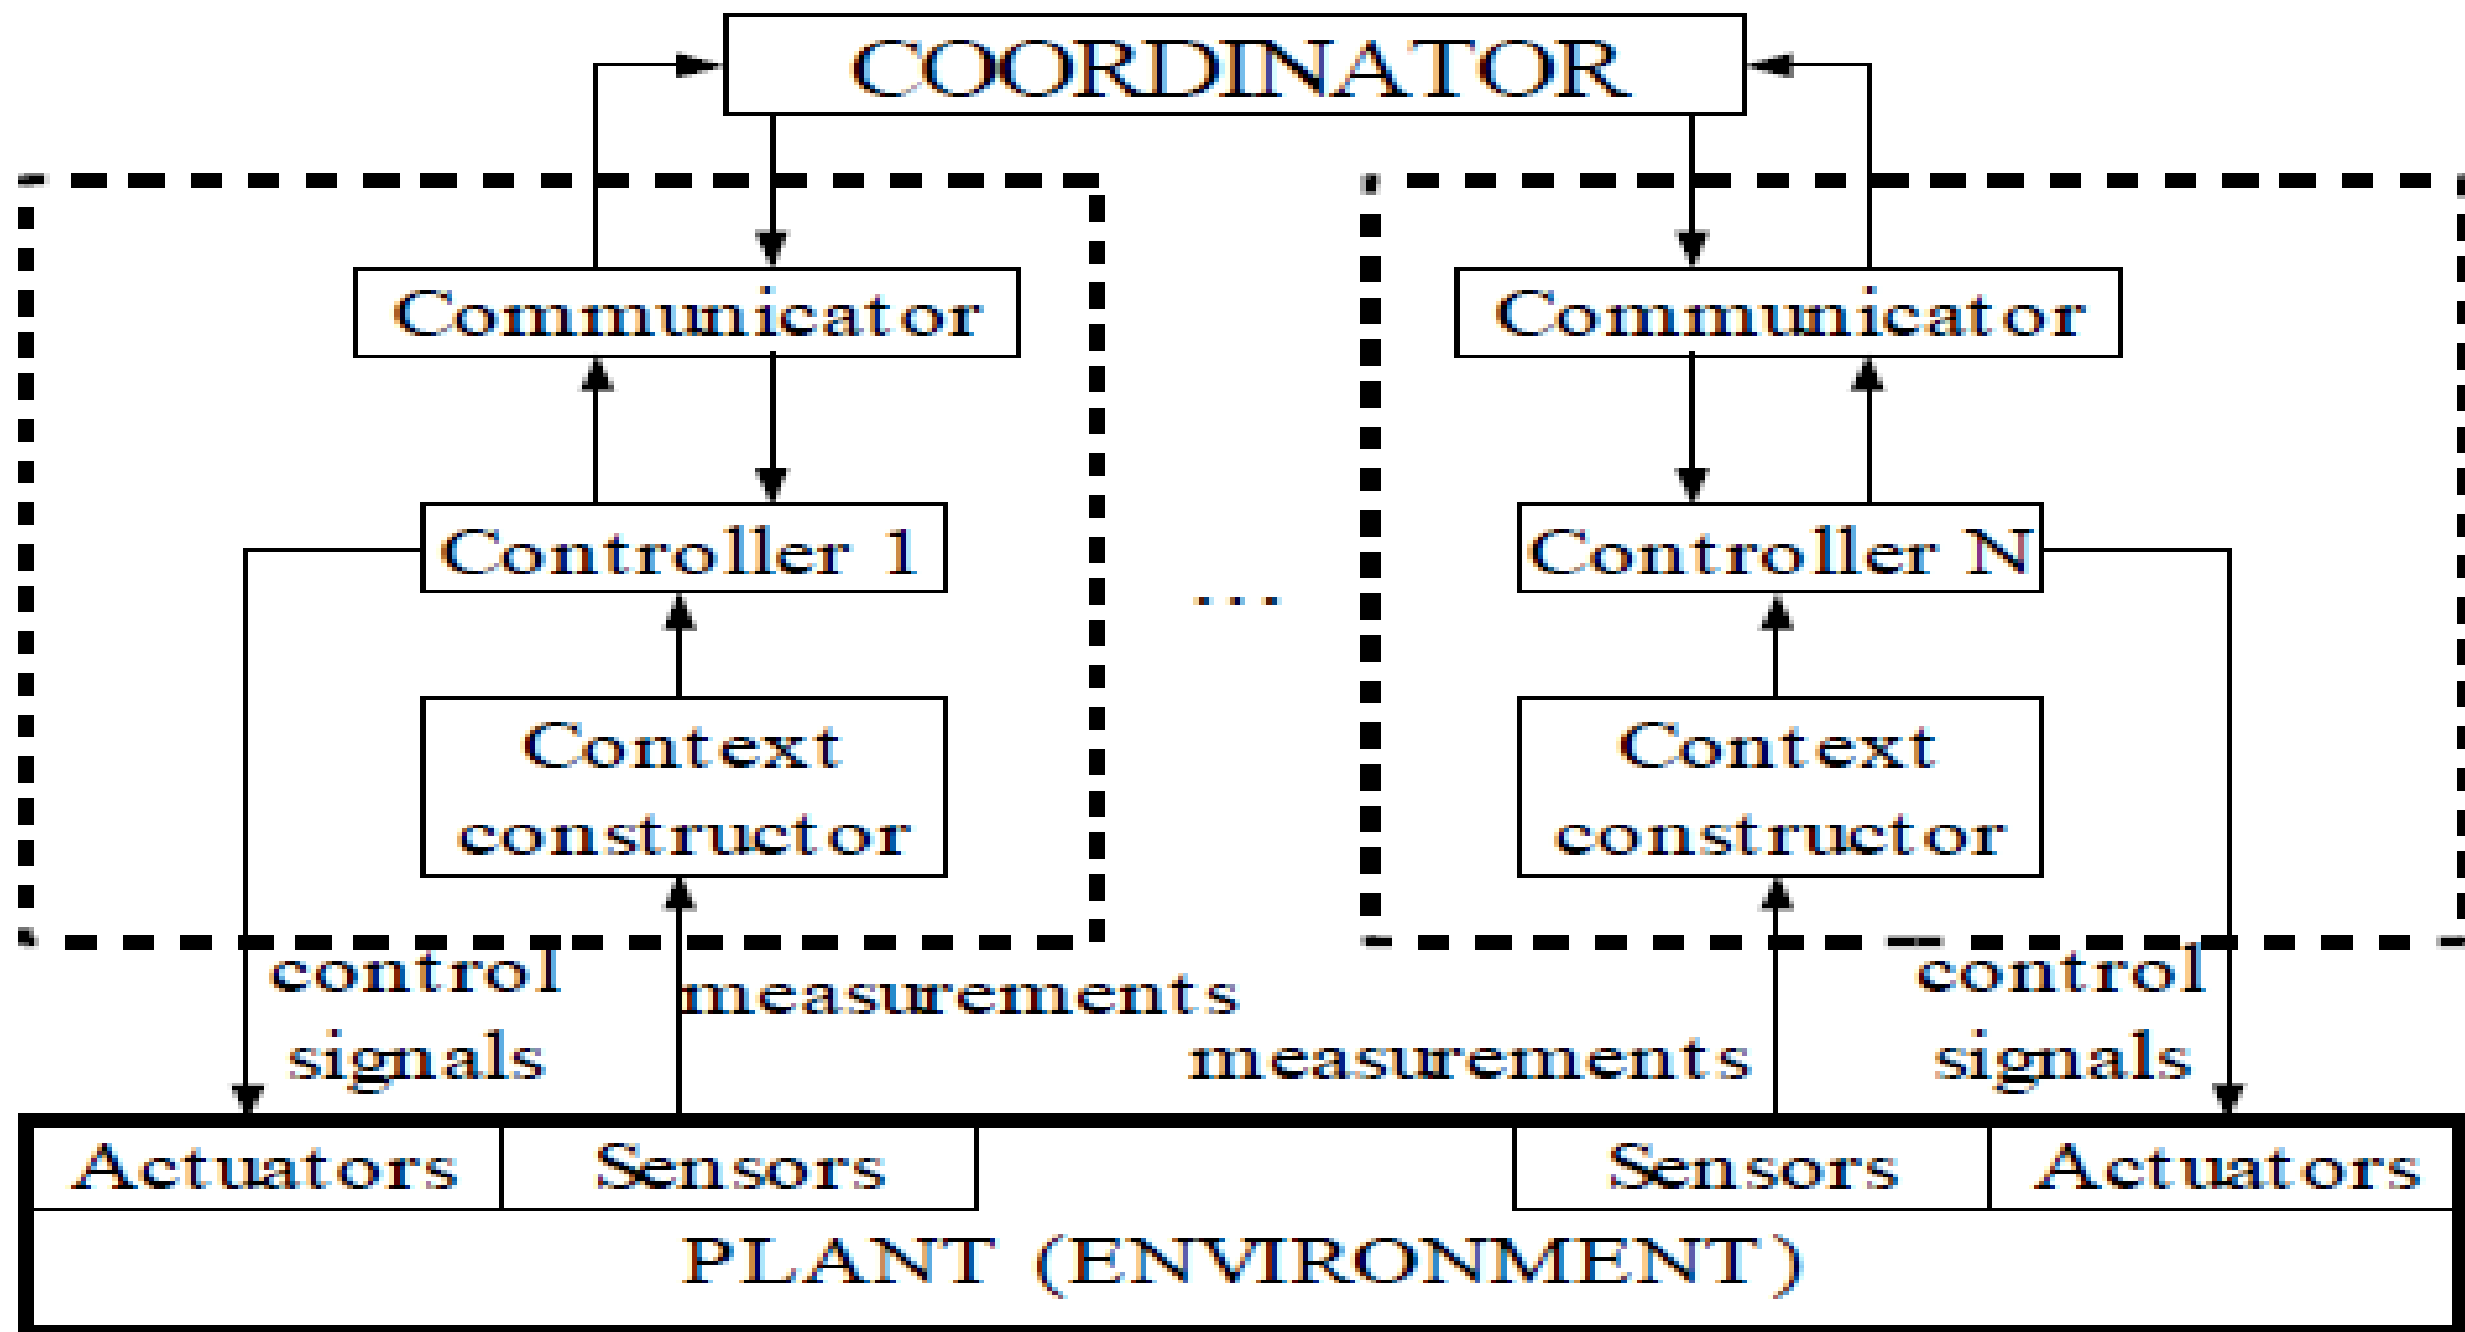 COORDINATOR
Communicator
Communicator
Controller 1
Controller N
...
Context
constructor
Context
constructor
control
signals
measurements
measurements
control
signals
Actuators
Sensors
Sensors
Actuators
PLANT (ENVIRONMENT)